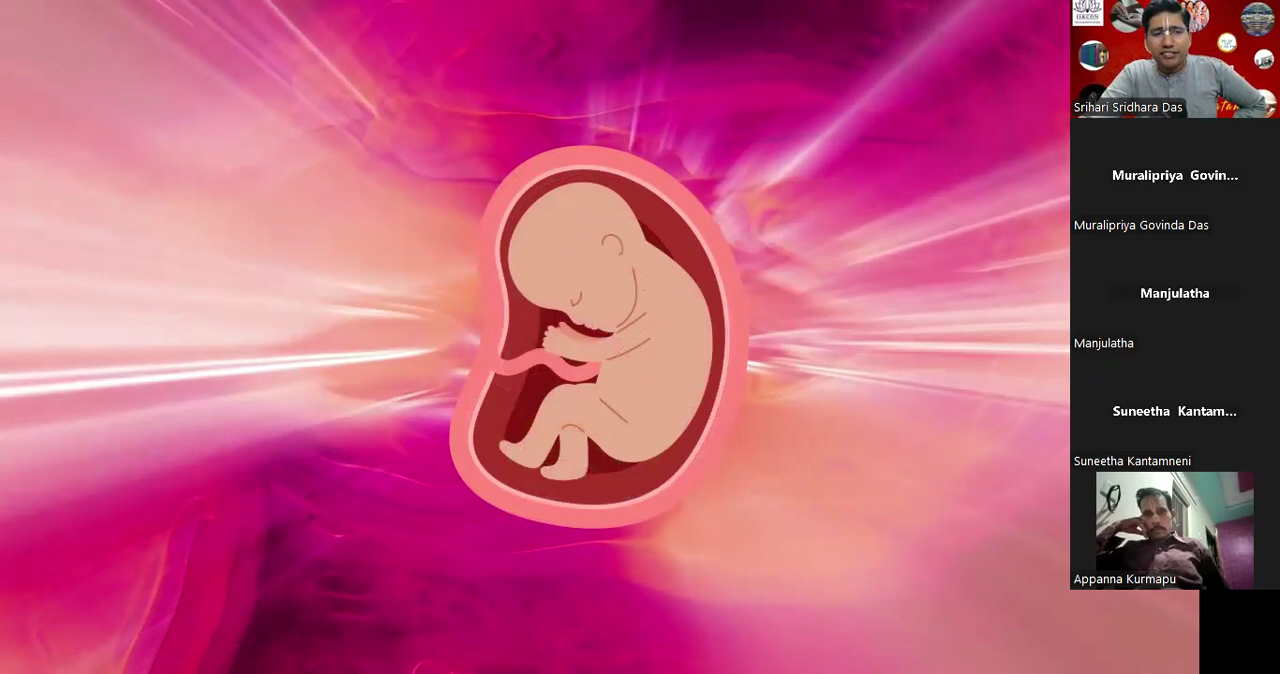 Srihari Sridhara Das
Muralipriya Govin...
Muralipriya Govinda Das
Manjulatha
Manjulatha
Suneetha Kantam...
Suneetha Kantamneni
Appanna Kurmapu